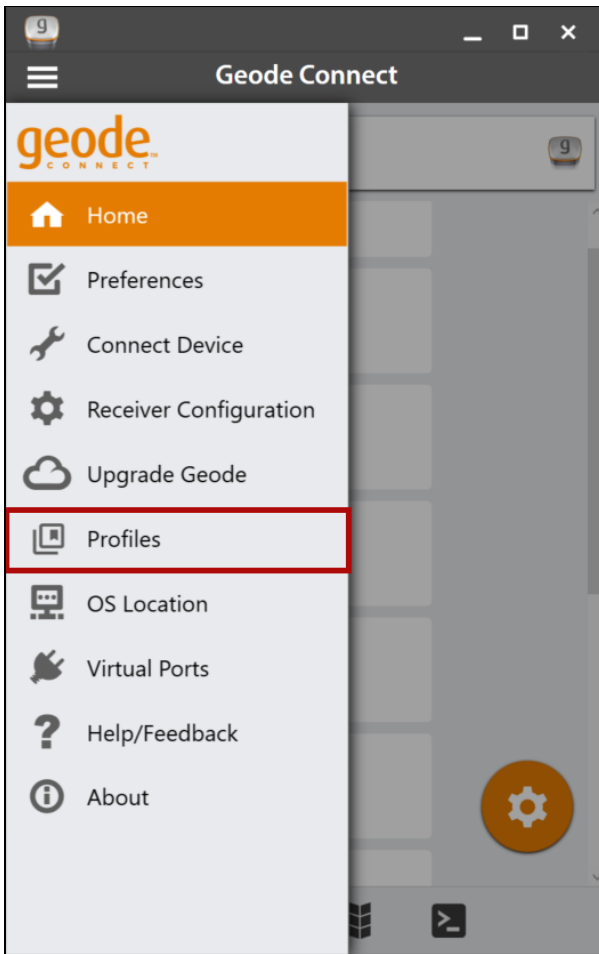 g
Geode Connect
geode™
CONNECT
g
Home
Preferences
Connect Device
Receiver Configuration
Upgrade Geode
Profiles
OS Location
Virtual Ports
Help/Feedback
About